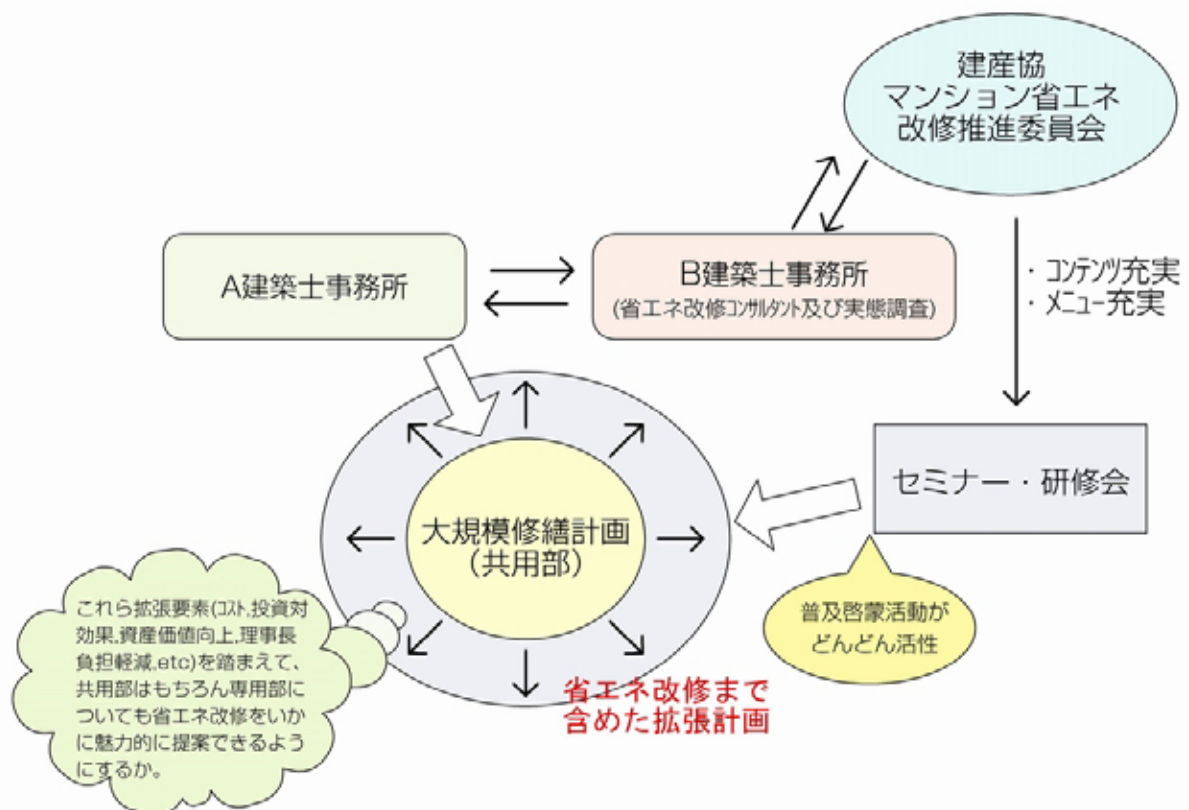 建産協
マンション省エネ
改修推進委員会
A建築士事務所
B建築士事務所
(省エネ改修ｺﾝｻﾙﾀﾝﾄ及び実態調査)
・ｺﾝﾃﾝﾂ充実
・ﾒﾆｭｰ充実
セミナー・研修会
大規模修繕計画
（共用部）
普及啓蒙活動が
どんどん活性
省エネ改修まで
含めた拡張計画
これら拡張要素(ｺｽﾄ,投資対
効果,資産価値向上,理事長
負担軽減,etc)を踏まえて、
共用部はもちろん専用部に
ついても省エネ改修をいか
に魅力的に提案できるよう
にするか。